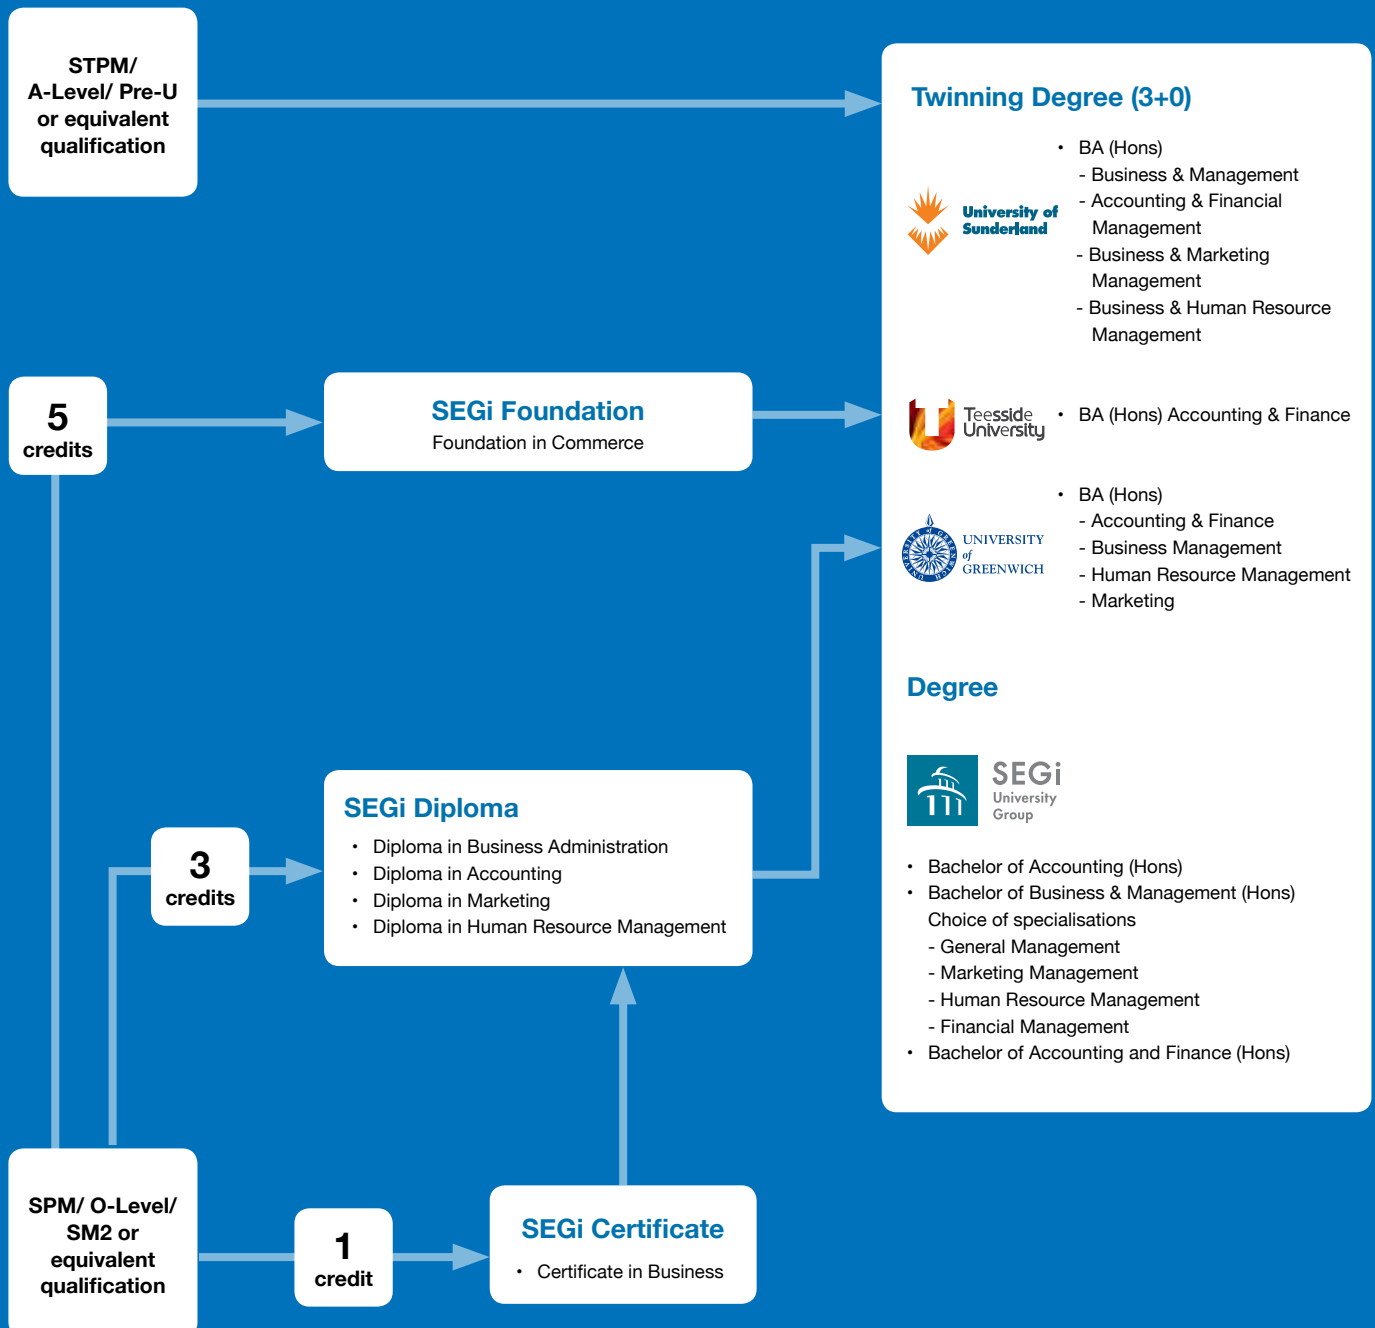 STPM/
A-Level/ Pre-U
or equivalent
qualification
Twinning Degree (3+0)
University of
Sunderland
• BA (Hons)
- Business & Management
- Accounting & Financial
Management
- Business & Marketing
Management
- Business & Human Resource
Management
5
credits
SEGi Foundation
Foundation in Commerce
Teesside
University
• BA (Hons) Accounting & Finance
UNIVERSITY of GREENWICH
UNIVERSITY
of
GREENWICH
• BA (Hons)
- Accounting & Finance
- Business Management
- Human Resource Management
- Marketing
Degree
SEGi
University
Group
• Bachelor of Accounting (Hons)
• Bachelor of Business & Management (Hons)
Choice of specialisations
- General Management
- Marketing Management
- Human Resource Management
- Financial Management
• Bachelor of Accounting and Finance (Hons)
3
credits
SEGi Diploma
• Diploma in Business Administration
• Diploma in Accounting
• Diploma in Marketing
• Diploma in Human Resource Management
SPM/ O-Level/
SM2 or
equivalent
qualification
1
credit
SEGi Certificate
• Certificate in Business